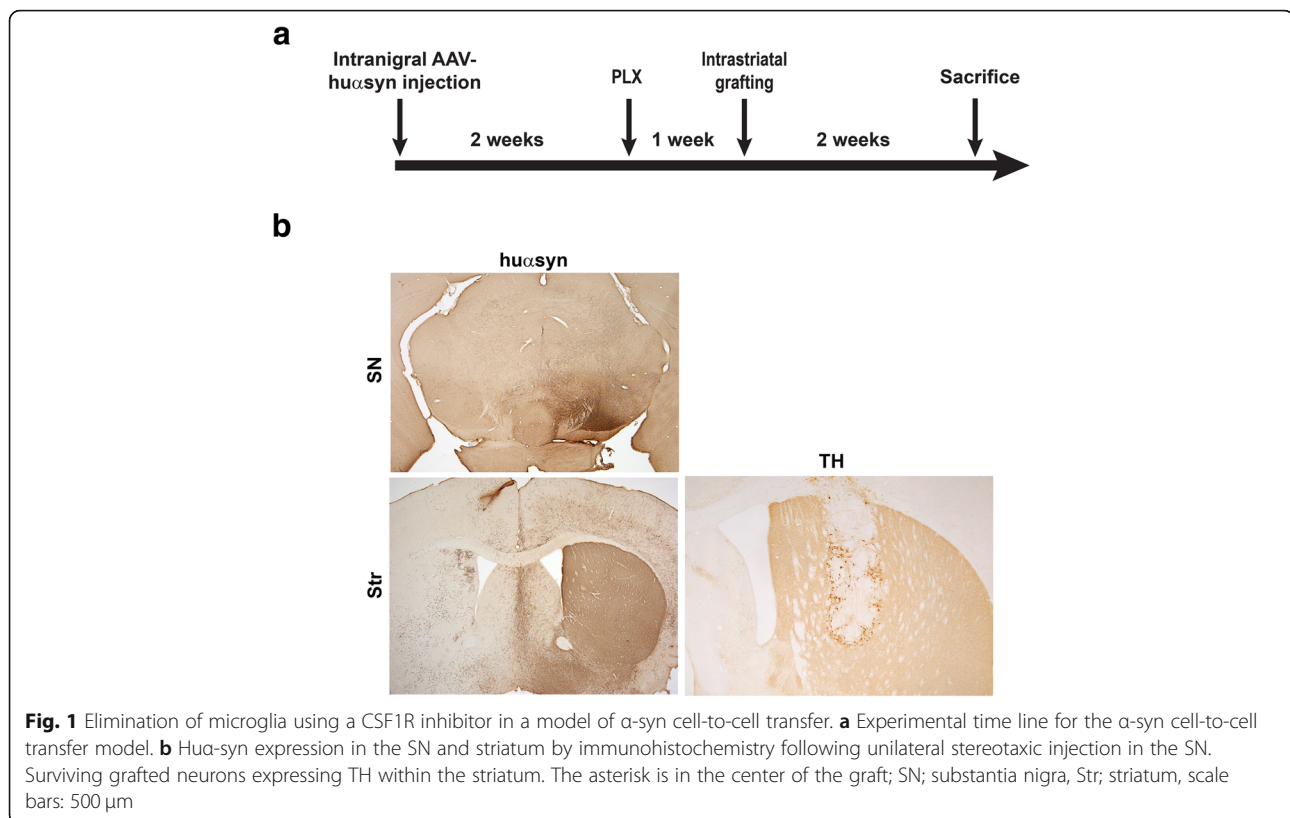 a
Intranigral AAV-
huαsyn injection
PLX
Intrastriatal
grafting
Sacrifice
2 weeks
1 week
2 weeks
b
huαsyn
SN
Str
TH
Fig. 1 Elimination of microglia using a CSF1R inhibitor in a model of α-syn cell-to-cell transfer. a Experimental time line for the α-syn cell-to-cell
transfer model. b Huα-syn expression in the SN and striatum by immunohistochemistry following unilateral stereotaxic injection in the SN.
Surviving grafted neurons expressing TH within the striatum. The asterisk is in the center of the graft; SN; substantia nigra, Str; striatum, scale
bars: 500 μm